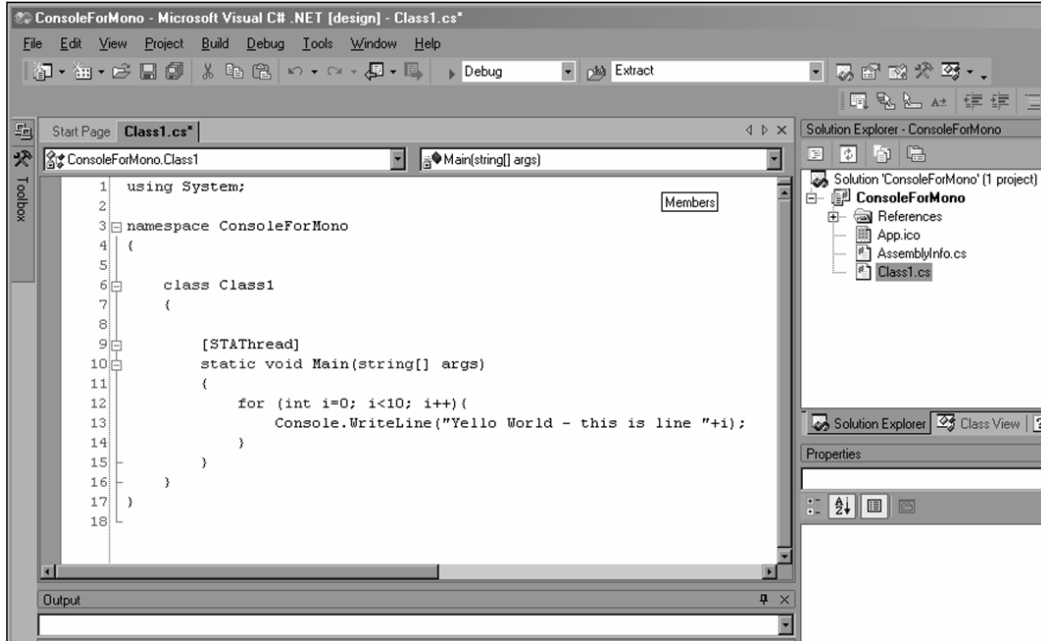 ConsoleForMono - Microsoft Visual C# .NET [design] - Class1.cs*
File Edit View Project Build Debug Tools Window Help
Debug Extract
Start Page Class1.cs*
Solution Explorer - ConsoleForMono
ConsoleForMono.Class1 Main(string[] args)
Toolbox
Members
Solution 'ConsoleForMono' (1 project)
ConsoleForMono
References
App.ico
AssemblyInfo.cs
Class1.cs
1 using System;
2
3 namespace ConsoleForMono
4 {
5
6 class Class1
7 {
8
9 [STAThread]
10 static void Main(string[] args)
11 {
12 for (int i=0; i<10; i++){
13 Console.WriteLine("Yello World - this is line "+i);
14 }
15 }
16 }
17 }
18
Solution Explorer Class View
Properties
Output